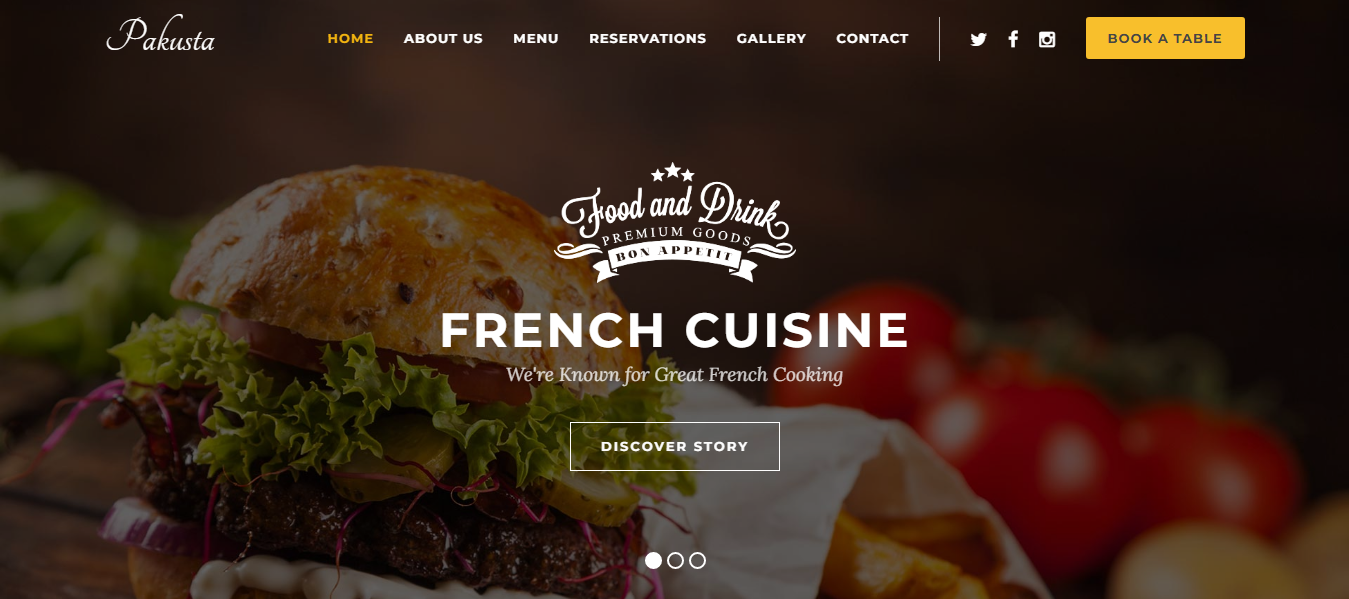 Pakusta
HOME ABOUT US MENU RESERVATIONS GALLERY CONTACT BOOK A TABLE
Food and Drink
PREMIUM GOODS
BON APPETIT
FRENCH CUISINE
We're Known for Great French Cooking
DISCOVER STORY